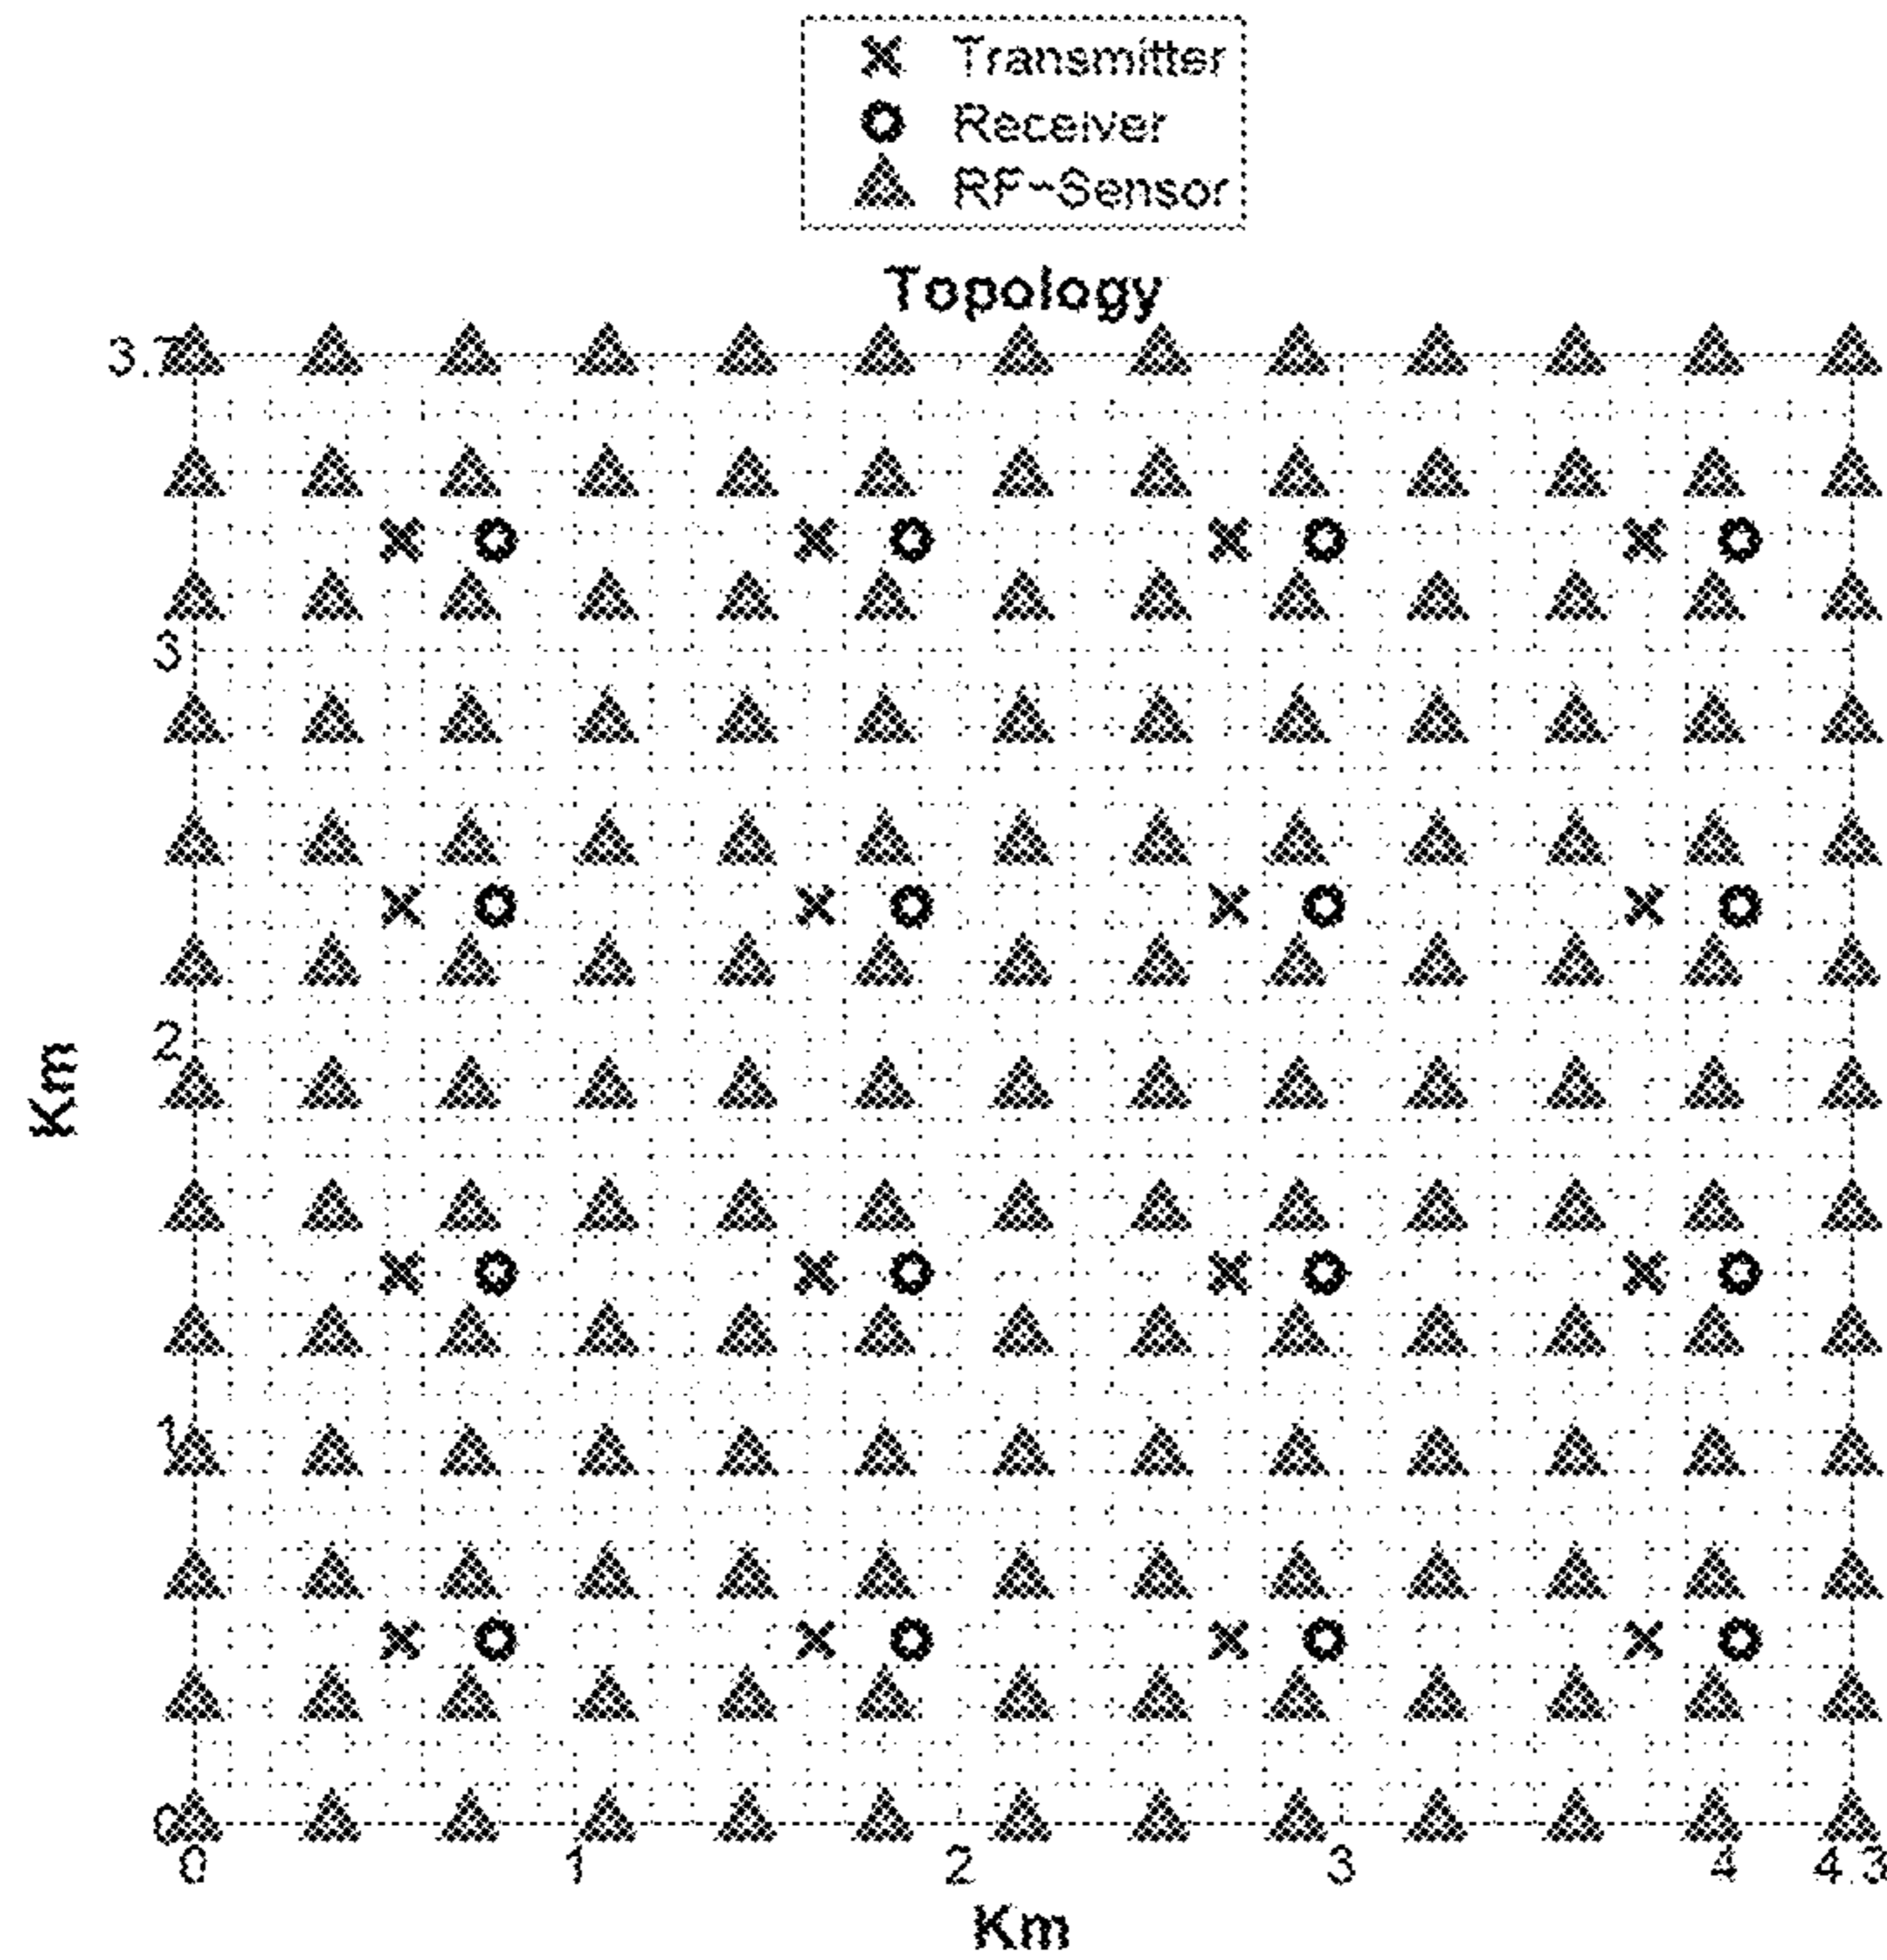 Transmitter
Receiver
RF-Sensor
Topology
3.7
3
2
1
0
Km
0 1 2 3 4 4.3
Km